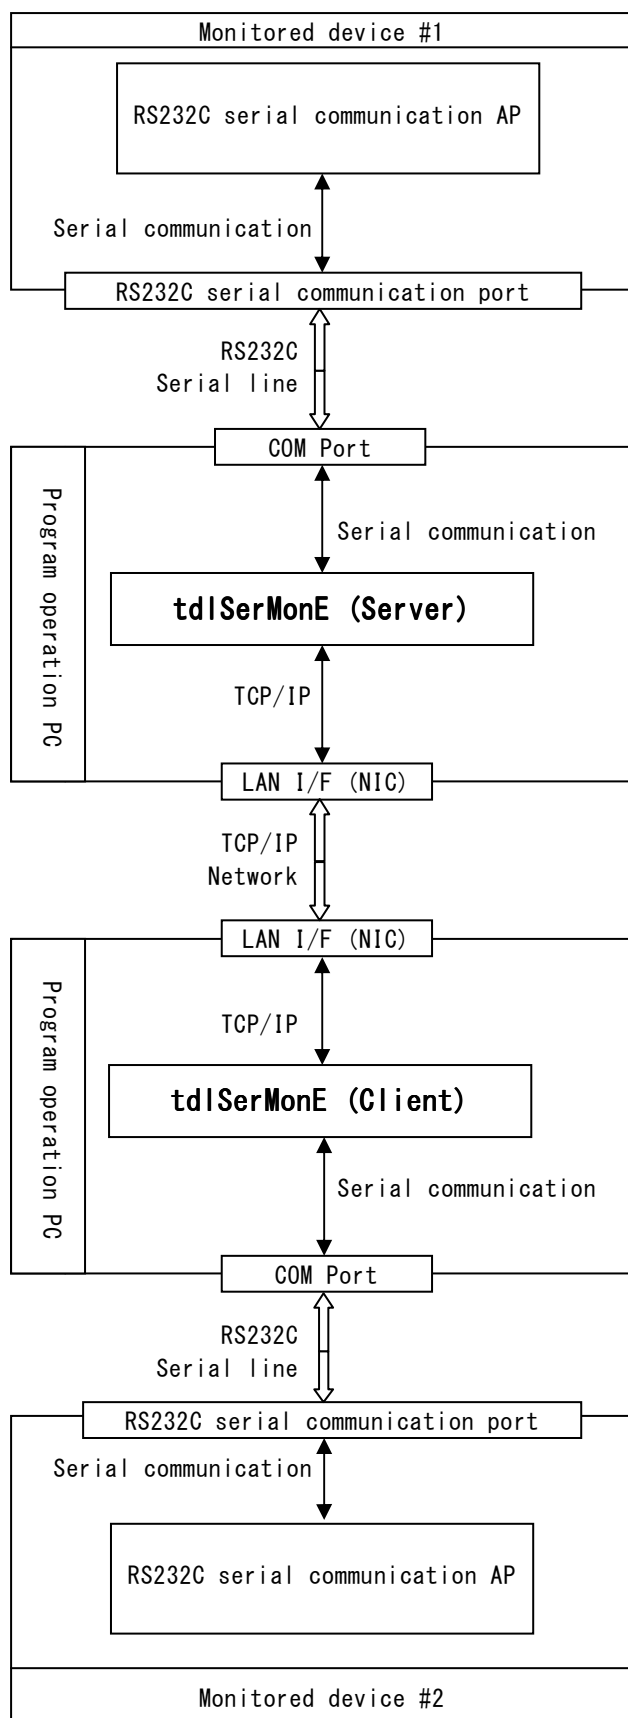 Monitored device #1
RS232C serial communication AP
Serial communication
RS232C serial communication port
RS232C
Serial line
COM Port
Program operation PC
Serial communication
tdlSerMonE (Server)
TCP/IP
LAN I/F (NIC)
TCP/IP
Network
LAN I/F (NIC)
Program operation PC
TCP/IP
tdlSerMonE (Client)
Serial communication
COM Port
RS232C
Serial line
RS232C serial communication port
Serial communication
RS232C serial communication AP
Monitored device #2